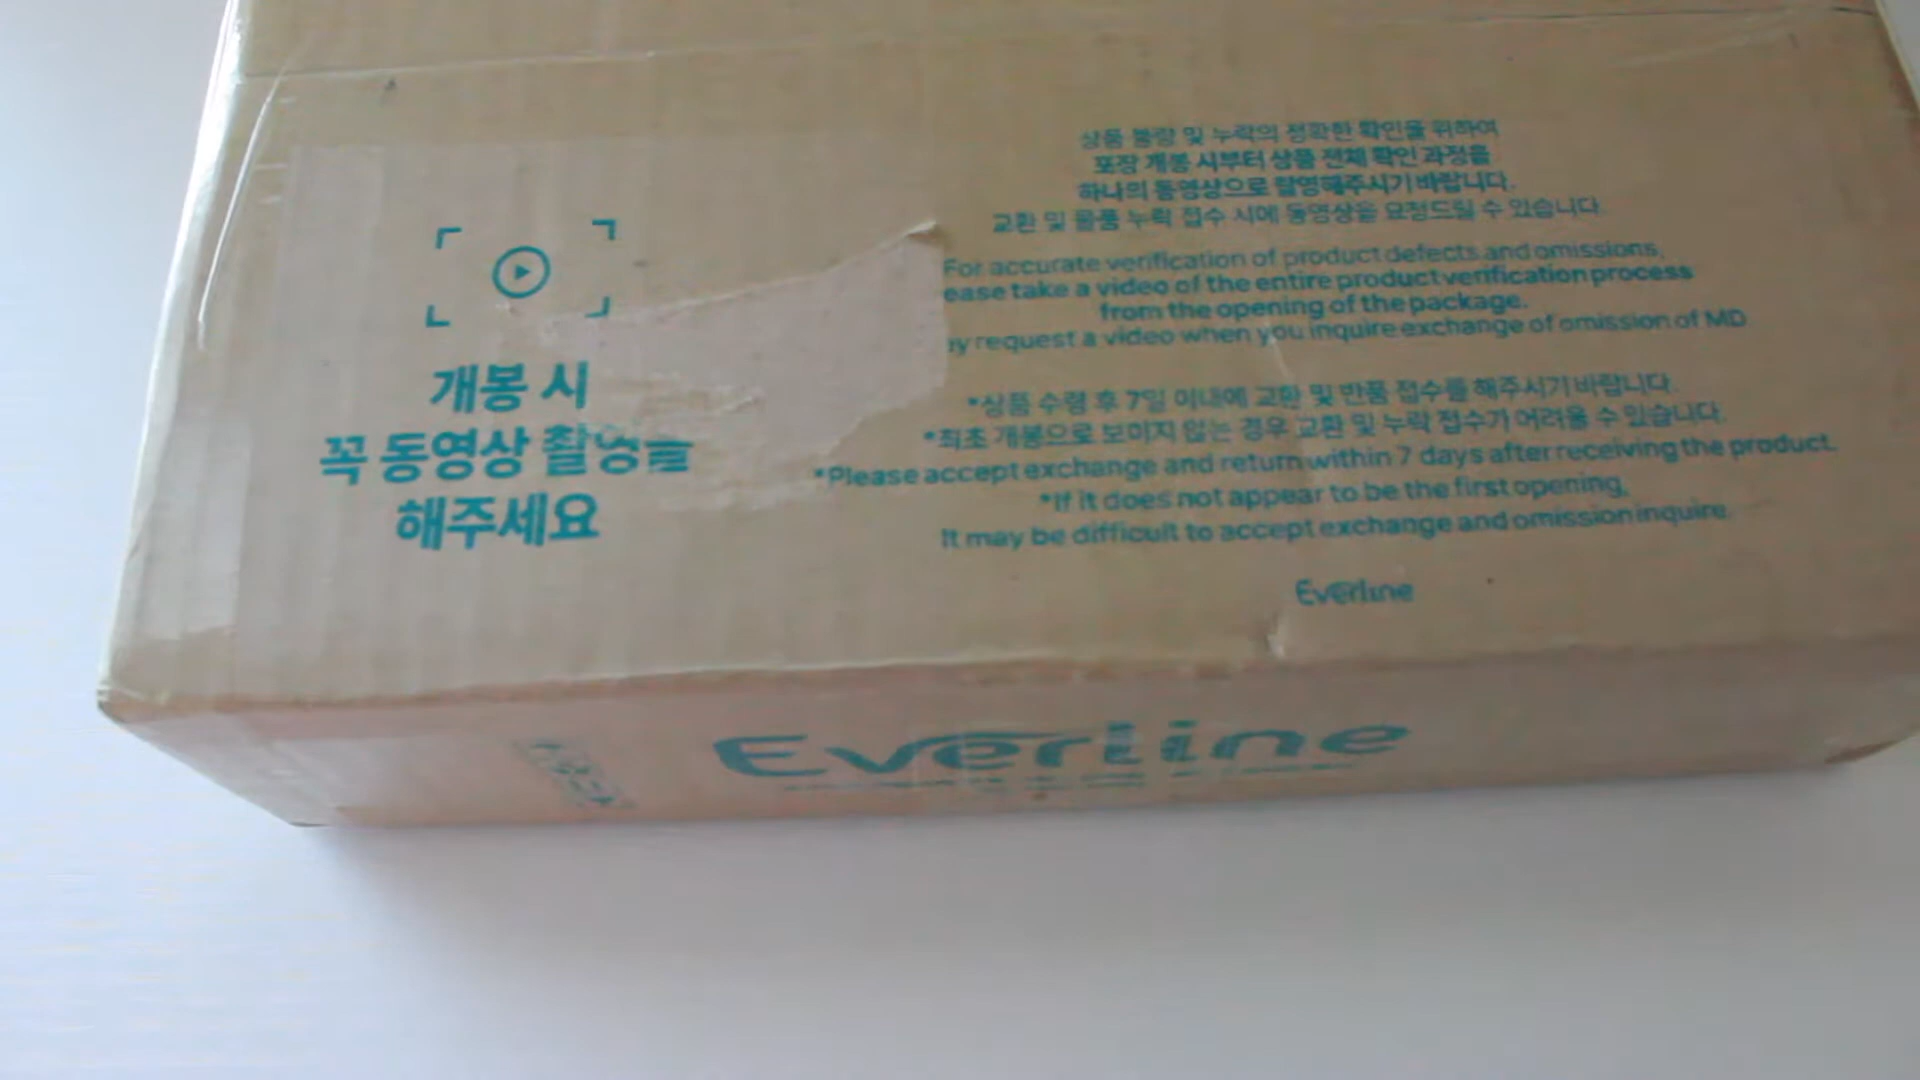 개봉 시
꼭 동영상 촬영을
해주세요
상품 불량 및 누락의 정확한 확인을 위하여
포장 개봉 시부터 상품 전체 확인 과정을
하나의 동영상으로 촬영해주시기 바랍니다.
교환 및 물품 누락 접수 시에 동영상을 요청드릴 수 있습니다.
For accurate verification of product defects and omissions,
ease take a video of the entire product verification process
from the opening of the package.
ay request a video when you inquire exchange of omission of MD
*상품 수령 후 7일 이내에 교환 및 반품 접수를 해주시기 바랍니다.
*최초 개봉으로 보이지 않는 경우 교환 및 누락 접수가 어려울 수 있습니다.
*Please accept exchange and return within 7 days after receiving the product.
*If it does not appear to be the first opening,
It may be difficult to accept exchange and omission inquire.
Everline
Everline